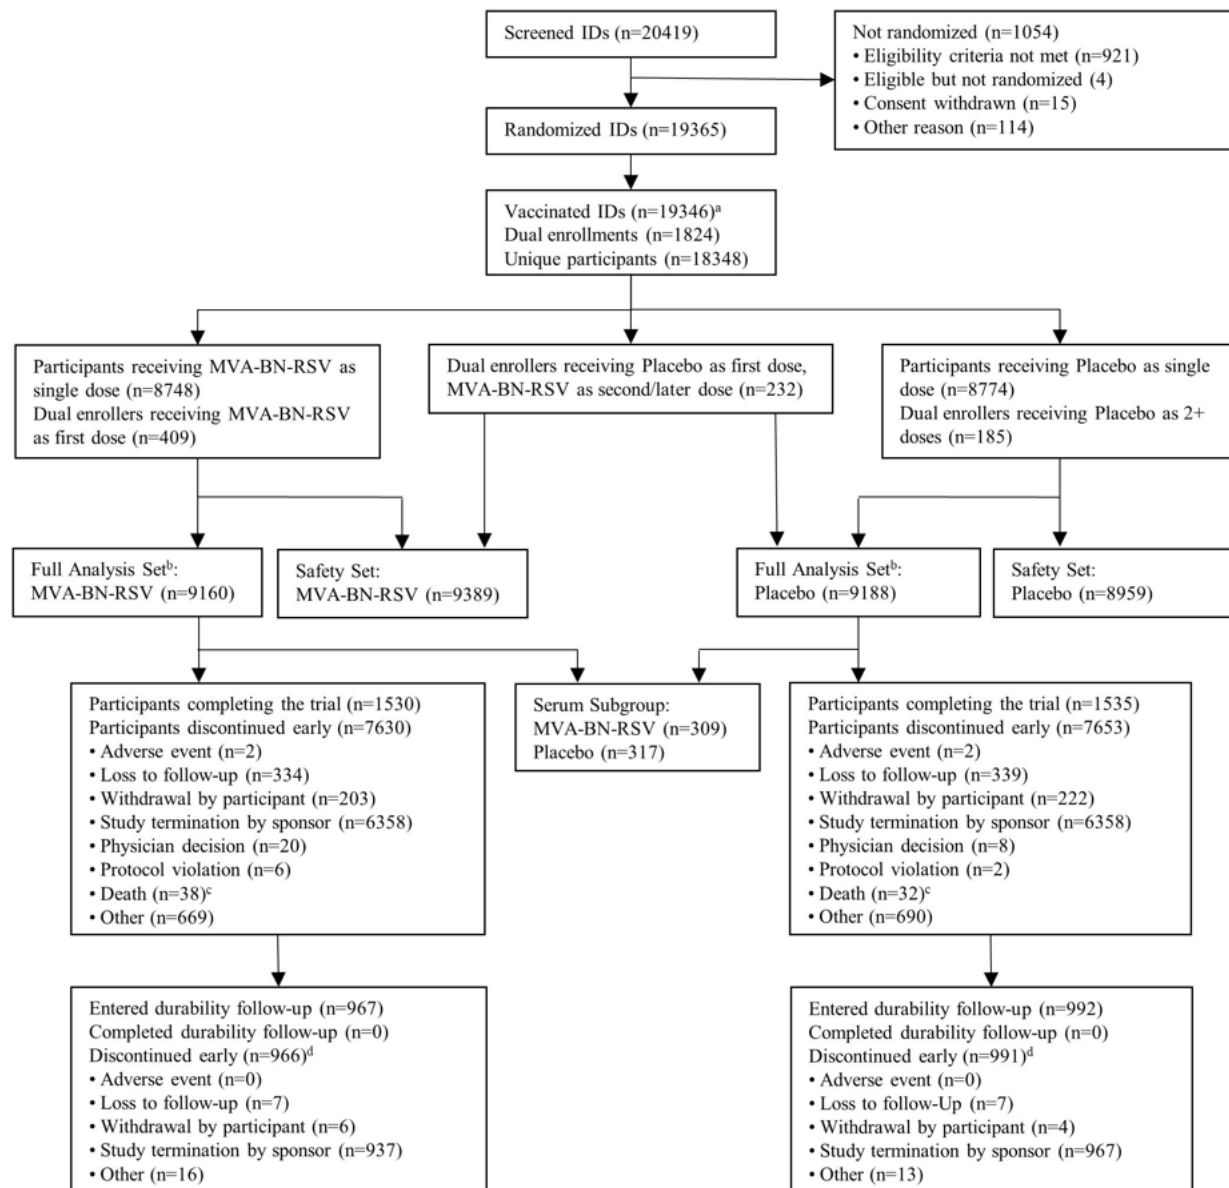 Screened IDs (n=20419)
Not randomized (n=1054)
• Eligibility criteria not met (n=921)
• Eligible but not randomized (4)
• Consent withdrawn (n=15)
• Other reason (n=114)
Randomized IDs (n=19365)
Vaccinated IDs (n=19346)ᵃ
Dual enrollments (n=1824)
Unique participants (n=18348)
Participants receiving MVA-BN-RSV as
single dose (n=8748)
Dual enrollers receiving MVA-BN-RSV
as first dose (n=409)
Dual enrollers receiving Placebo as first dose,
MVA-BN-RSV as second/later dose (n=232)
Participants receiving Placebo as single
dose (n=8774)
Dual enrollers receiving Placebo as 2+
doses (n=185)
Full Analysis Setᵇ:
MVA-BN-RSV (n=9160)
Safety Set:
MVA-BN-RSV (n=9389)
Full Analysis Setᵇ:
Placebo (n=9188)
Safety Set:
Placebo (n=8959)
Participants completing the trial (n=1530)
Participants discontinued early (n=7630)
• Adverse event (n=2)
• Loss to follow-up (n=334)
• Withdrawal by participant (n=203)
• Study termination by sponsor (n=6358)
• Physician decision (n=20)
• Protocol violation (n=6)
• Death (n=38)ᶜ
• Other (n=669)
Serum Subgroup:
MVA-BN-RSV (n=309)
Placebo (n=317)
Participants completing the trial (n=1535)
Participants discontinued early (n=7653)
• Adverse event (n=2)
• Loss to follow-up (n=339)
• Withdrawal by participant (n=222)
• Study termination by sponsor (n=6358)
• Physician decision (n=8)
• Protocol violation (n=2)
• Death (n=32)ᶜ
• Other (n=690)
Entered durability follow-up (n=967)
Completed durability follow-up (n=0)
Discontinued early (n=966)ᵈ
• Adverse event (n=0)
• Loss to follow-up (n=7)
• Withdrawal by participant (n=6)
• Study termination by sponsor (n=937)
• Other (n=16)
Entered durability follow-up (n=992)
Completed durability follow-up (n=0)
Discontinued early (n=991)ᵈ
• Adverse event (n=0)
• Loss to follow-Up (n=7)
• Withdrawal by participant (n=4)
• Study termination by sponsor (n=967)
• Other (n=13)